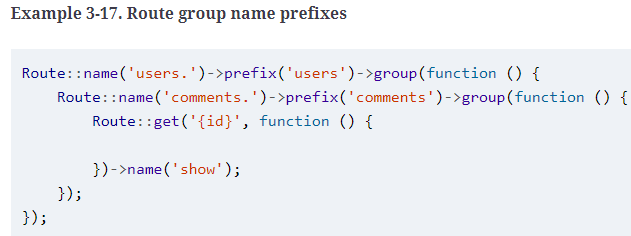 Example 3-17. Route group name prefixes
Route::name('users.')->prefix('users')->group(function () {
    Route::name('comments.')->prefix('comments')->group(function () {
        Route::get('{id}', function () {

        })->name('show');
    });
});